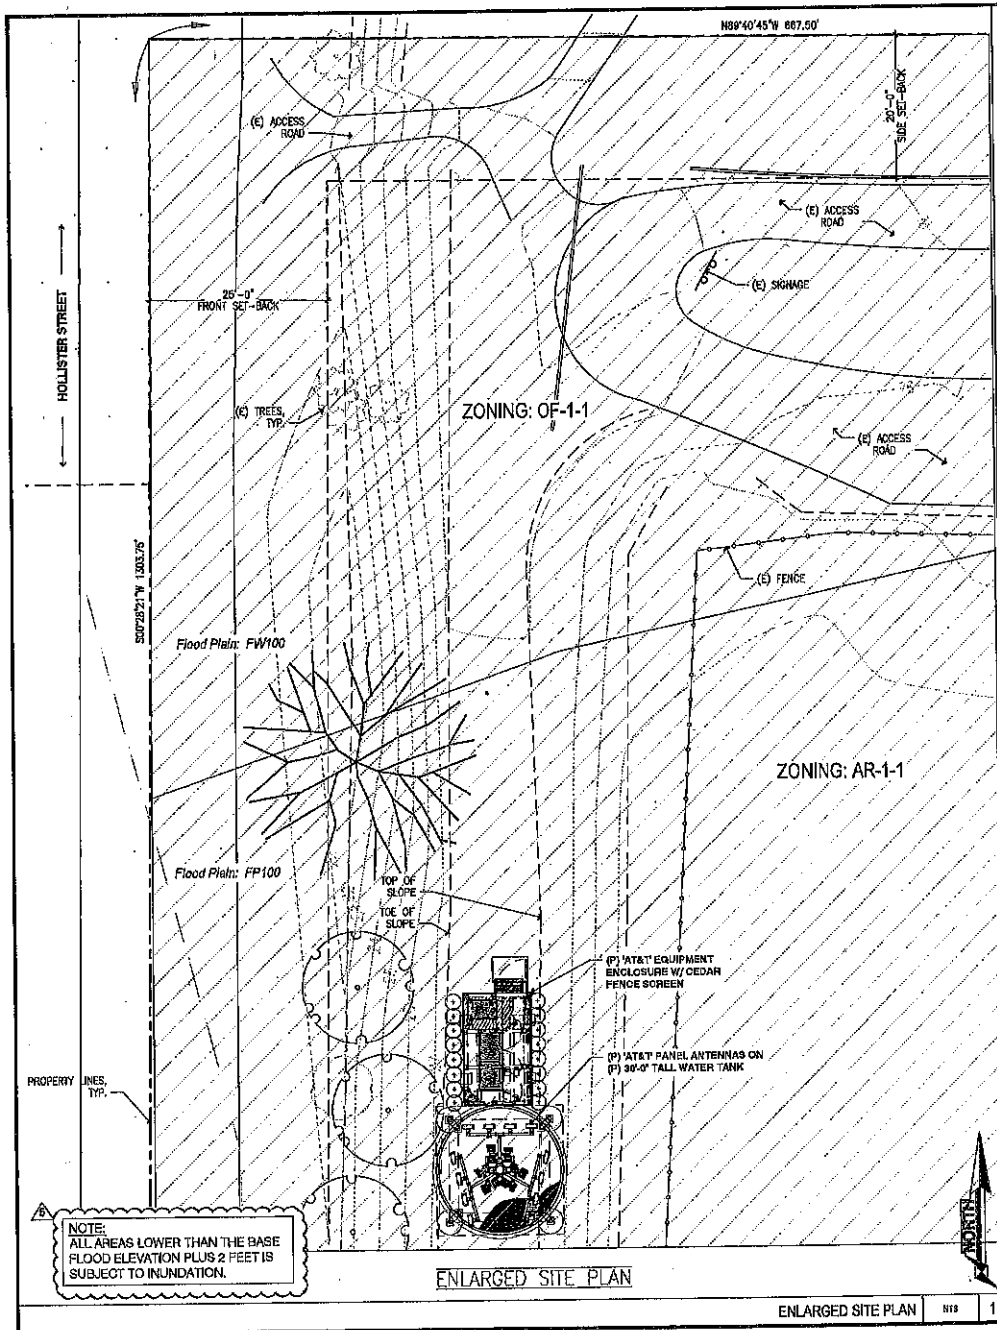 N89°40'45"W 667.50'
(E) ACCESS
ROAD
20'-0"
SIDE SET-BACK
(E) ACCESS
ROAD
(E) SIGNAGE
25'-0"
FRONT SET-BACK
HOLLISTER STREET
(E) TREES,
TYP.
ZONING: OF-1-1
(E) ACCESS
ROAD
S00°28'21"W 1303.75'
(E) FENCE
Flood Plain: FW100
ZONING: AR-1-1
Flood Plain: FP100
TOP OF
SLOPE
TOE OF
SLOPE
(P) 'AT&T' EQUIPMENT
ENCLOSURE W/ CEDAR
FENCE SCREEN
(P) 'AT&T' PANEL ANTENNAS ON
(P) 30'-0" TALL WATER TANK
PROPERTY LINES,
TYP.
6
NOTE:
ALL AREAS LOWER THAN THE BASE
FLOOD ELEVATION PLUS 2 FEET IS
SUBJECT TO INUNDATION.
NORTH
ENLARGED SITE PLAN
ENLARGED SITE PLAN NTS 1